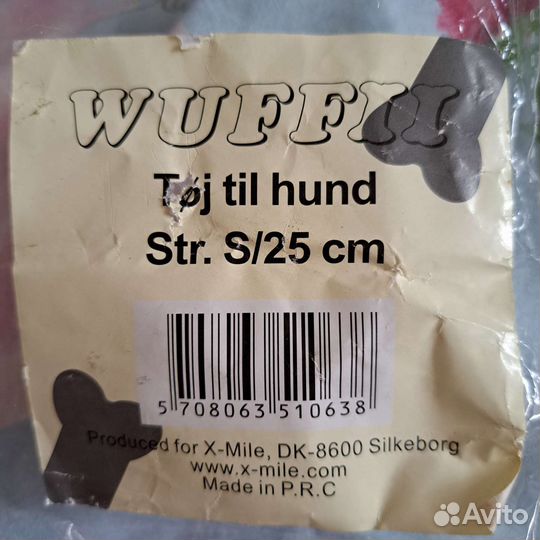 WUFFII
Tøj til hund
Str. S/25 cm
5 708063 510638
Produced for X-Mile, DK-8600 Silkeborg
www.x-mile.com
Made in P.R.C
Avito